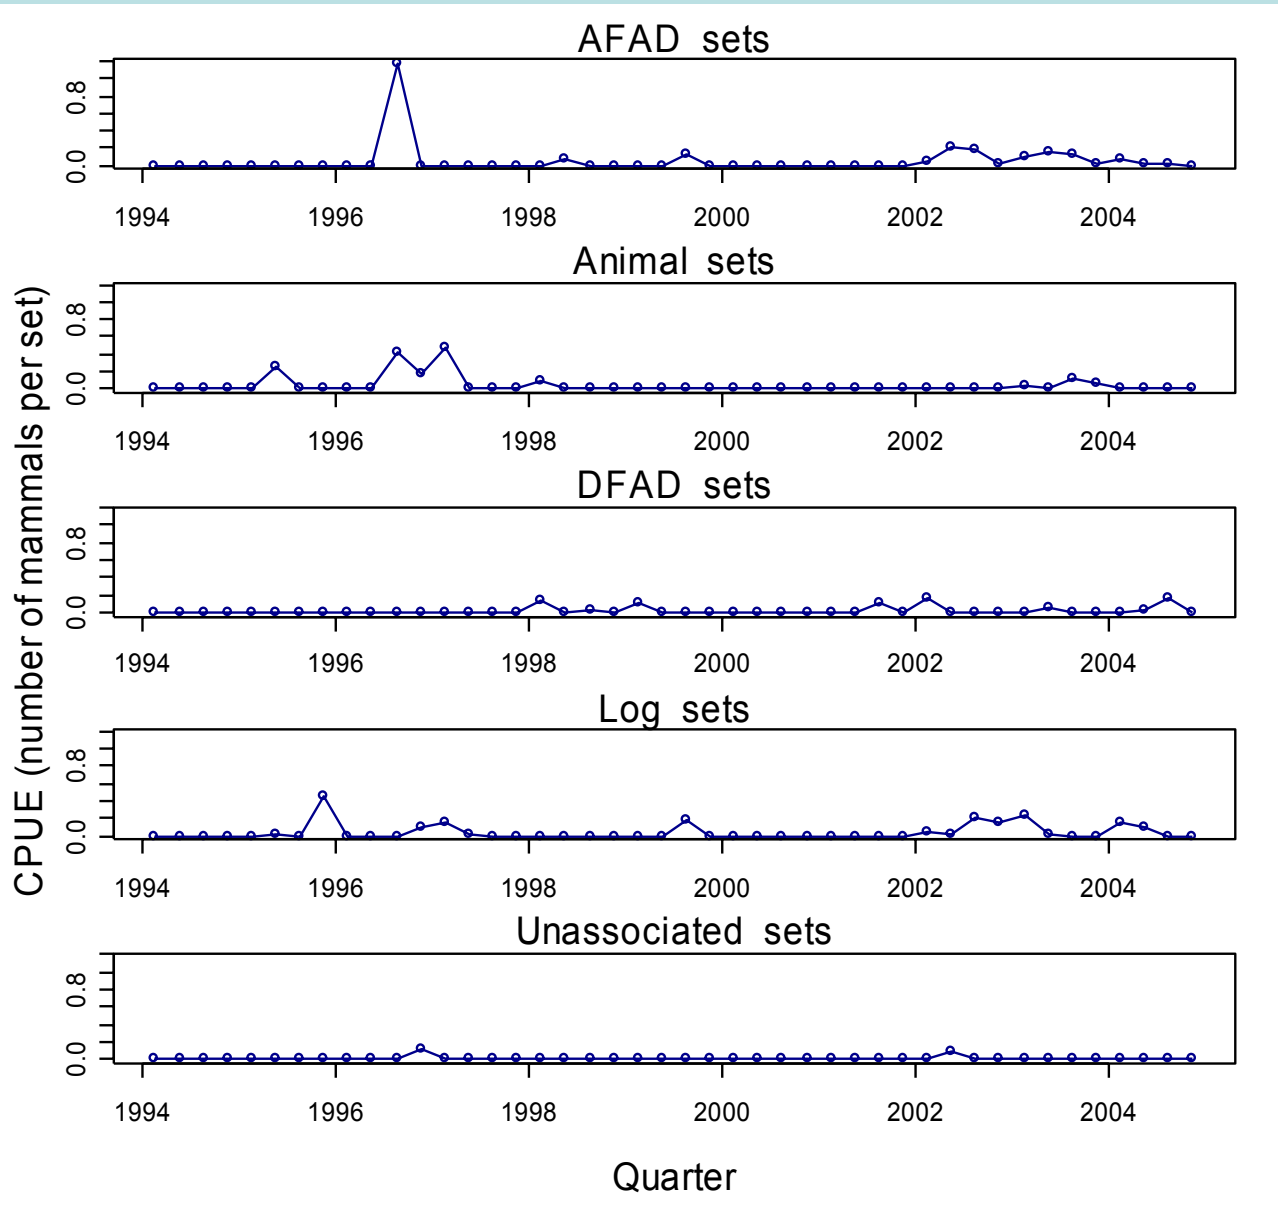 AFAD sets
0.8
0.0
1994 1996 1998 2000 2002 2004
Animal sets
0.8
0.0
1994 1996 1998 2000 2002 2004
DFAD sets
0.8
0.0
1994 1996 1998 2000 2002 2004
Log sets
0.8
0.0
1994 1996 1998 2000 2002 2004
Unassociated sets
0.8
0.0
1994 1996 1998 2000 2002 2004
CPUE (number of mammals per set)
Quarter